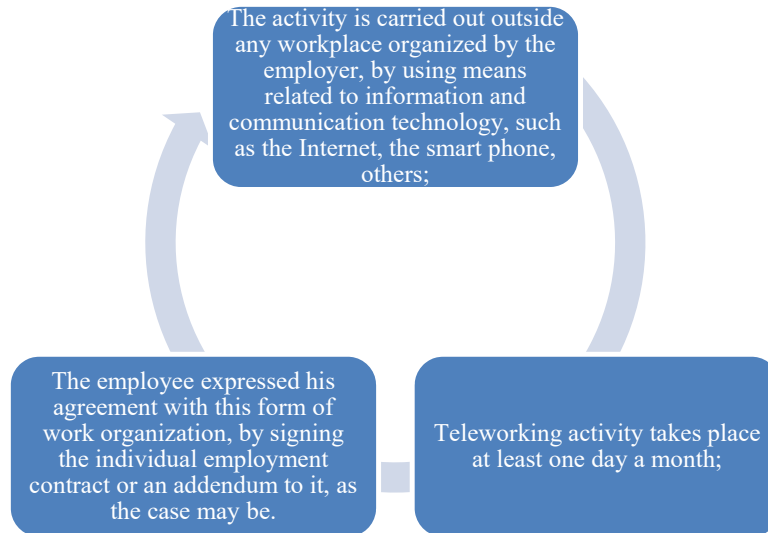 The activity is carried out outside
any workplace organized by the
employer, by using means
related to information and
communication technology, such
as the Internet, the smart phone,
others;
Teleworking activity takes place
at least one day a month;
The employee expressed his
agreement with this form of
work organization, by signing
the individual employment
contract or an addendum to it, as
the case may be.